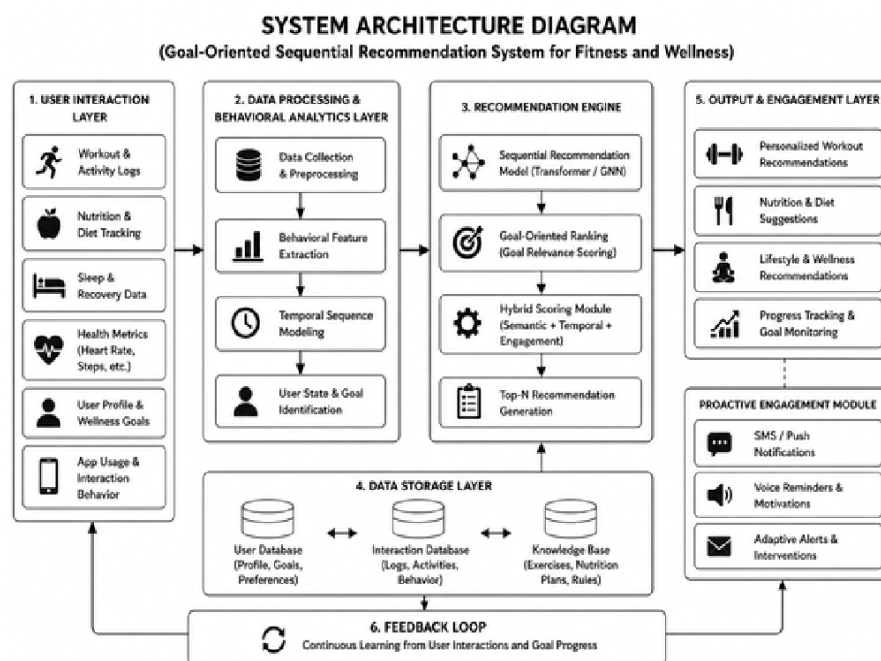 SYSTEM ARCHITECTURE DIAGRAM
(Goal-Oriented Sequential Recommendation System for Fitness and Wellness)
1. USER INTERACTION
LAYER
Workout &
Activity Logs
Nutrition &
Diet Tracking
Sleep &
Recovery Data
Health Metrics
(Heart Rate,
Steps, etc.)
User Profile &
Wellness Goals
App Usage &
Interaction
Behavior
2. DATA PROCESSING &
BEHAVIORAL ANALYTICS LAYER
Data Collection
& Preprocessing
Behavioral Feature
Extraction
Temporal Sequence
Modeling
User State & Goal
Identification
3. RECOMMENDATION ENGINE
Sequential Recommendation
Model (Transformer / GNN)
Goal-Oriented Ranking
(Goal Relevance Scoring)
Hybrid Scoring Module
(Semantic + Temporal +
Engagement)
Top-N Recommendation
Generation
5. OUTPUT & ENGAGEMENT LAYER
Personalized Workout
Recommendations
Nutrition & Diet
Suggestions
Lifestyle & Wellness
Recommendations
Progress Tracking &
Goal Monitoring
PROACTIVE ENGAGEMENT MODULE
SMS / Push
Notifications
Voice Reminders &
Motivations
Adaptive Alerts &
Interventions
4. DATA STORAGE LAYER
User Database
(Profile, Goals,
Preferences)
Interaction Database
(Logs, Activities,
Behavior)
Knowledge Base
(Exercises, Nutrition
Plans, Rules)
6. FEEDBACK LOOP
Continuous Learning from User Interactions and Goal Progress